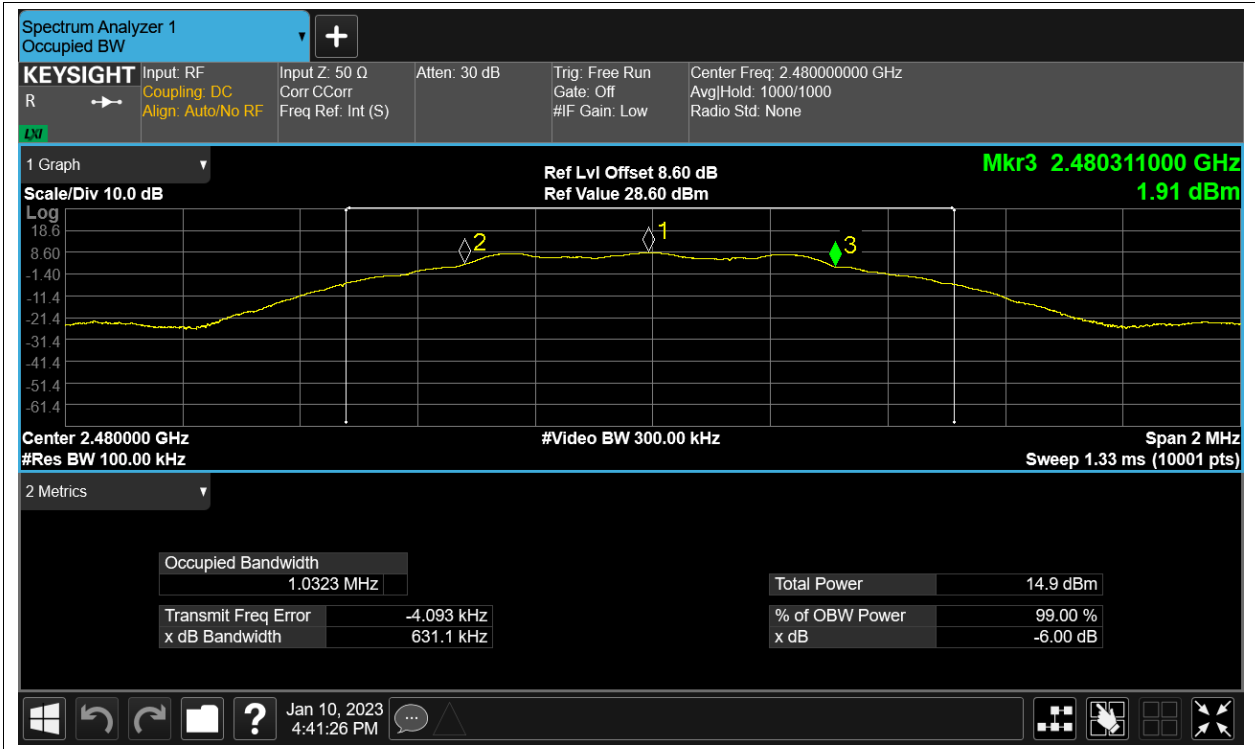 Spectrum Analyzer 1
Occupied BW
KEYSIGHT
R
LXI
Input: RF
Coupling: DC
Align: Auto/No RF
Input Z: 50 Ω
Corr CCorr
Freq Ref: Int (S)
Atten: 30 dB
Trig: Free Run
Gate: Off
#IF Gain: Low
Center Freq: 2.480000000 GHz
Avg|Hold: 1000/1000
Radio Std: None
1 Graph
Scale/Div 10.0 dB
Ref Lvl Offset 8.60 dB
Ref Value 28.60 dBm
Mkr3 2.480311000 GHz
1.91 dBm
Log
18.6
8.60
-1.40
-11.4
-21.4
-31.4
-41.4
-51.4
-61.4
2
1
3
Center 2.480000 GHz
#Res BW 100.00 kHz
#Video BW 300.00 kHz
Span 2 MHz
Sweep 1.33 ms (10001 pts)
2 Metrics
Occupied Bandwidth
1.0323 MHz
Transmit Freq Error -4.093 kHz
x dB Bandwidth 631.1 kHz
Total Power 14.9 dBm
% of OBW Power 99.00 %
x dB -6.00 dB
Jan 10, 2023
4:41:26 PM